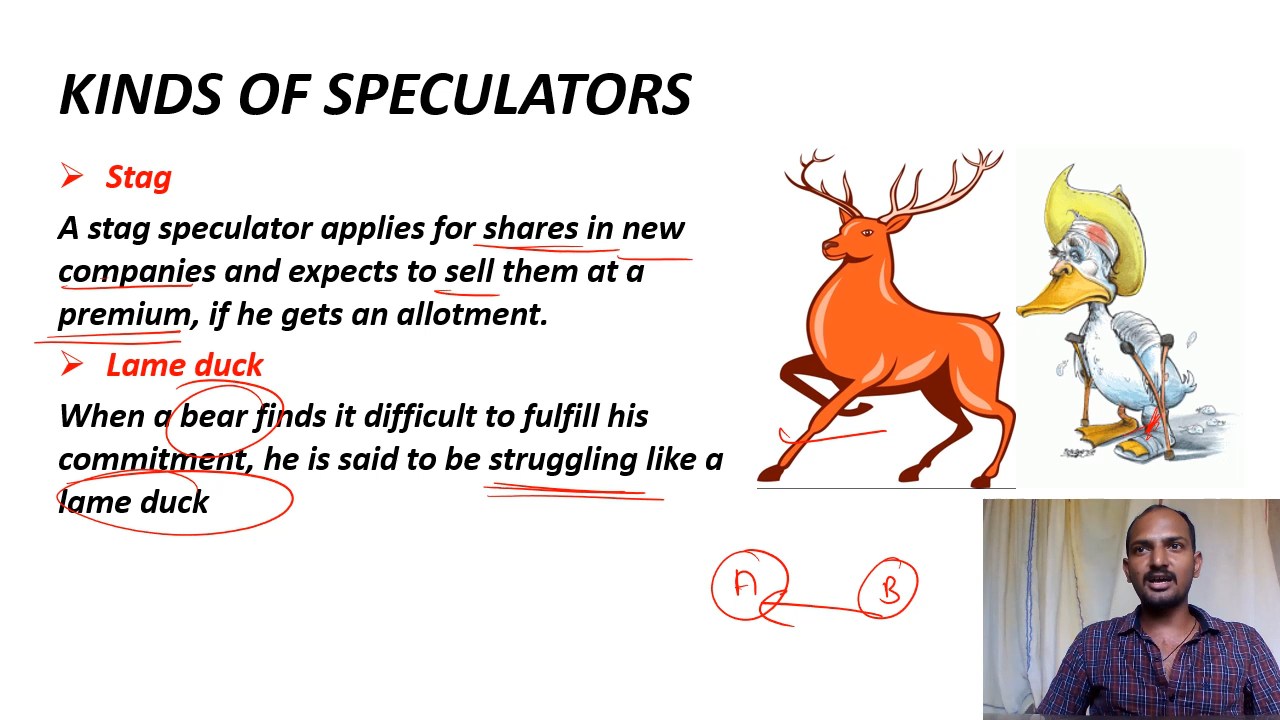 KINDS OF SPECULATORS
➢ Stag
A stag speculator applies for shares in new
companies and expects to sell them at a
premium, if he gets an allotment.
➢ Lame duck
When a bear finds it difficult to fulfill his
commitment, he is said to be struggling like a
lame duck
A B